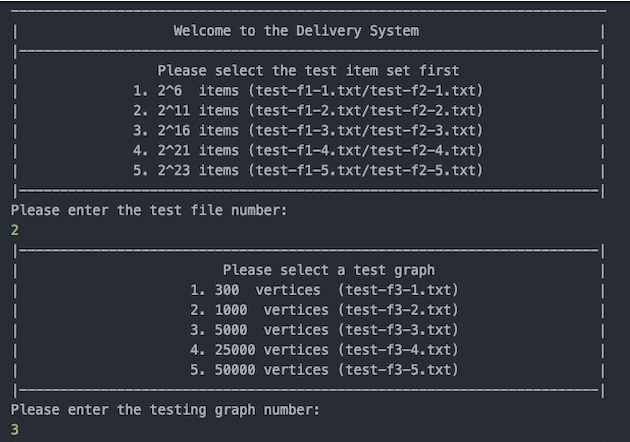 Welcome to the Delivery System
Please select the test item set first
1. 2^6  items (test-f1-1.txt/test-f2-1.txt)
2. 2^11 items (test-f1-2.txt/test-f2-2.txt)
3. 2^16 items (test-f1-3.txt/test-f2-3.txt)
4. 2^21 items (test-f1-4.txt/test-f2-4.txt)
5. 2^23 items (test-f1-5.txt/test-f2-5.txt)
Please enter the test file number:
2
Please select a test graph
1. 300  vertices  (test-f3-1.txt)
2. 1000  vertices (test-f3-2.txt)
3. 5000  vertices (test-f3-3.txt)
4. 25000 vertices (test-f3-4.txt)
5. 50000 vertices (test-f3-5.txt)
Please enter the testing graph number:
3